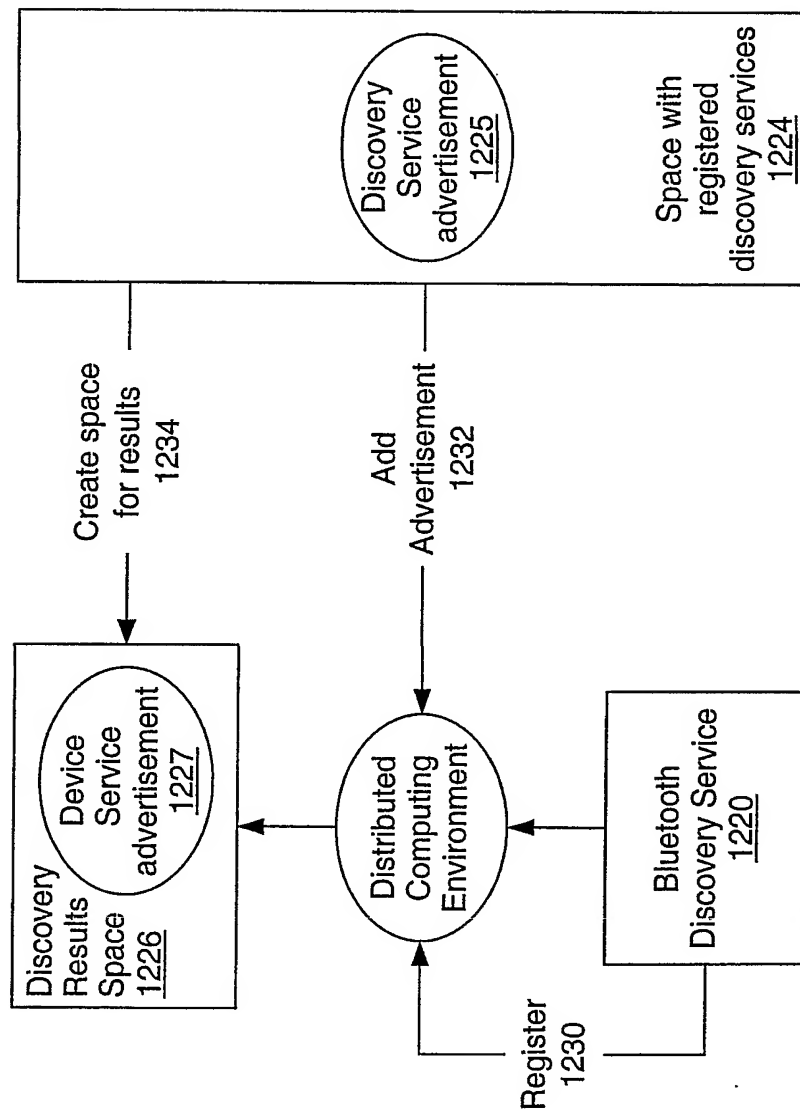 Discovery
Results
Space
1226
Device
Service
advertisement
1227
Create space
for results
1234
Distributed
Computing
Environment
Add
Advertisement
1232
Discovery
Service
advertisement
1225
Space with
registered
discovery services
1224
Register
1230
Bluetooth
Discovery Service
1220